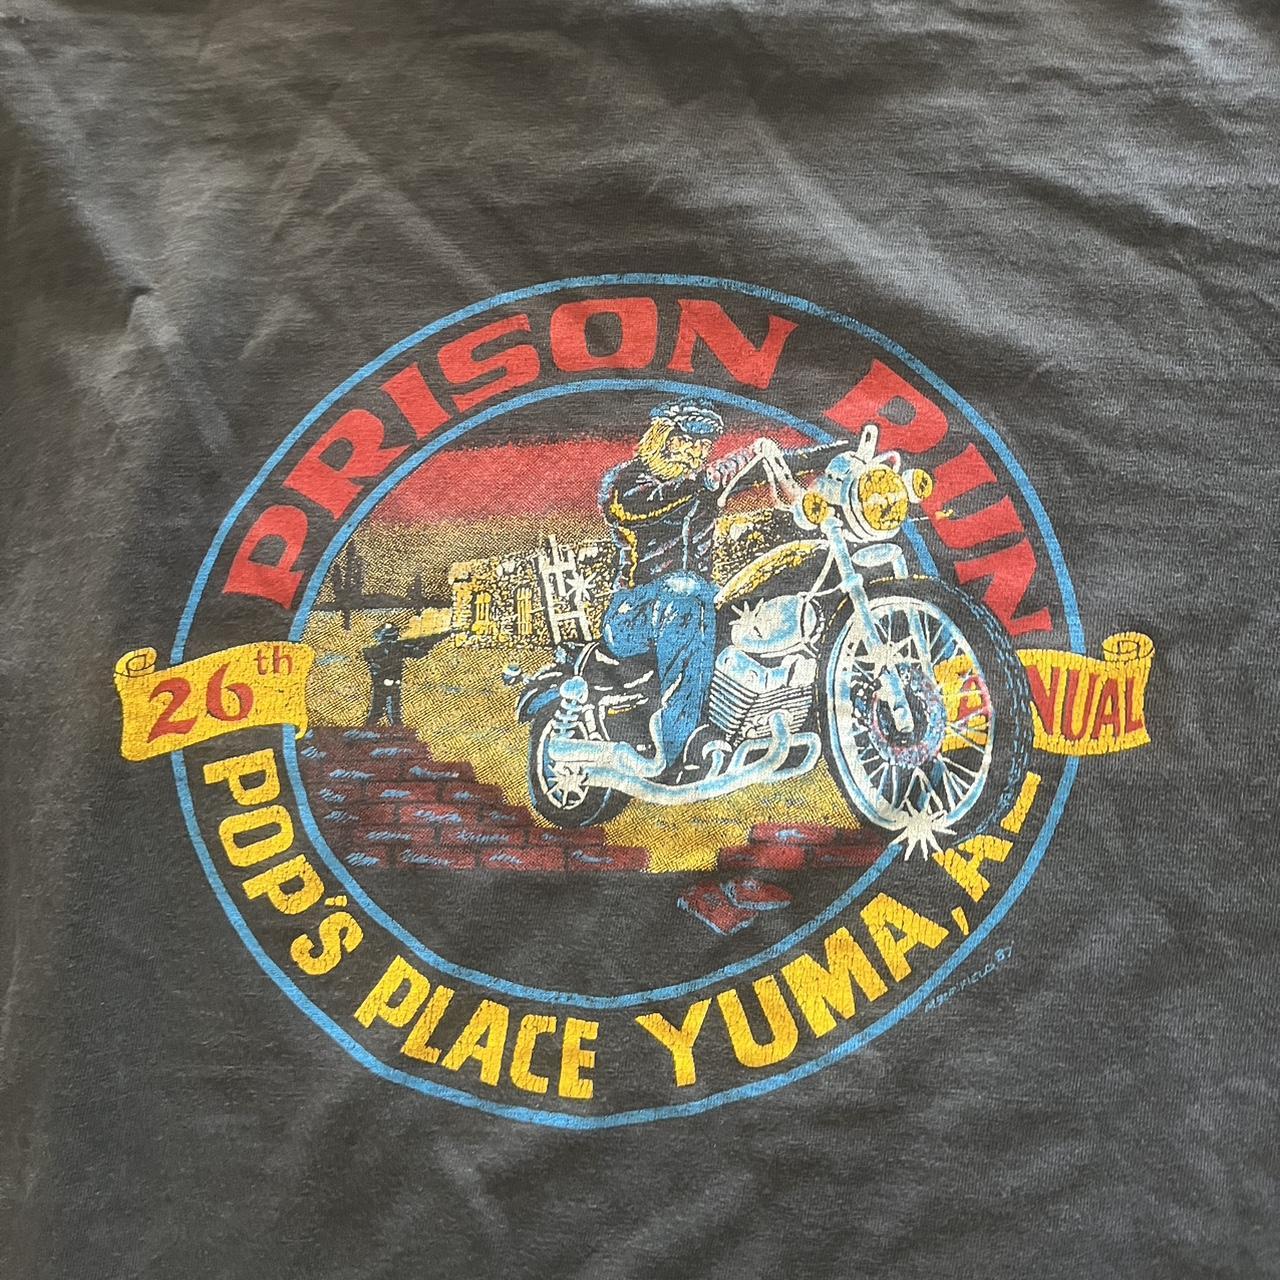 PRISON RUN
26th ANNUAL
POP'S PLACE YUMA, AZ